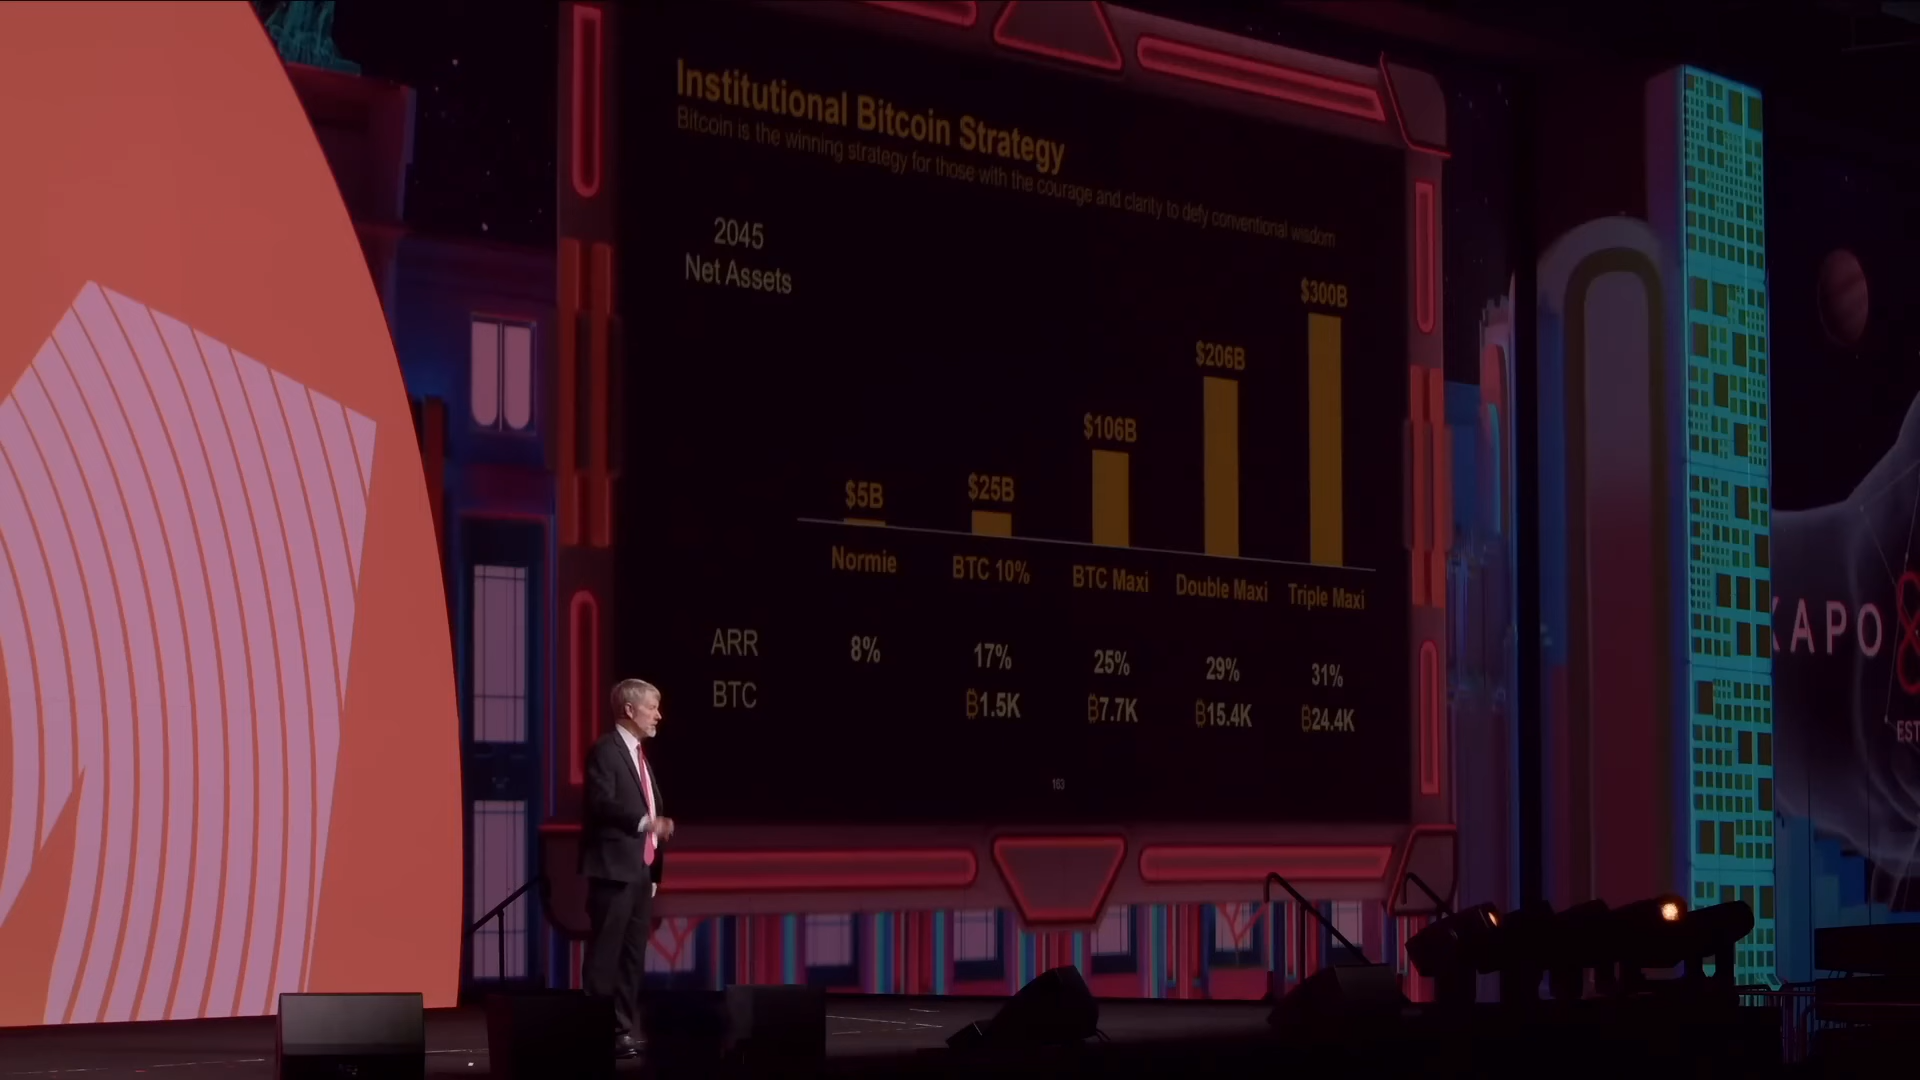 Institutional Bitcoin Strategy
Bitcoin is the winning strategy for those with the courage and clarity to defy conventional wisdom
2045
Net Assets
$5B $25B $106B $206B $300B
Normie BTC 10% BTC Maxi Double Maxi Triple Maxi
ARR 8% 17% 25% 29% 31%
BTC ₿1.5K ₿7.7K ₿15.4K ₿24.4K
163
XAPO
EST